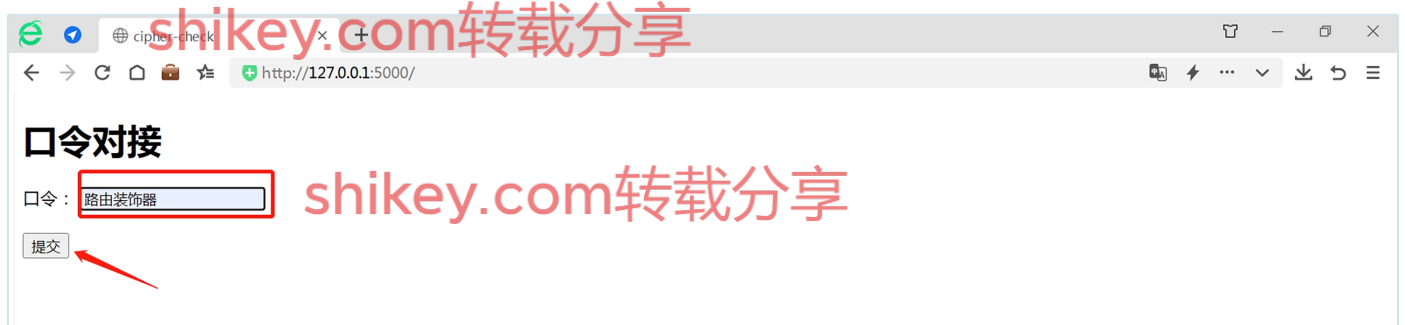 cipher-check
shikey.com转载分享
http://127.0.0.1:5000/
口令对接
口令：
路由装饰器
shikey.com转载分享
提交